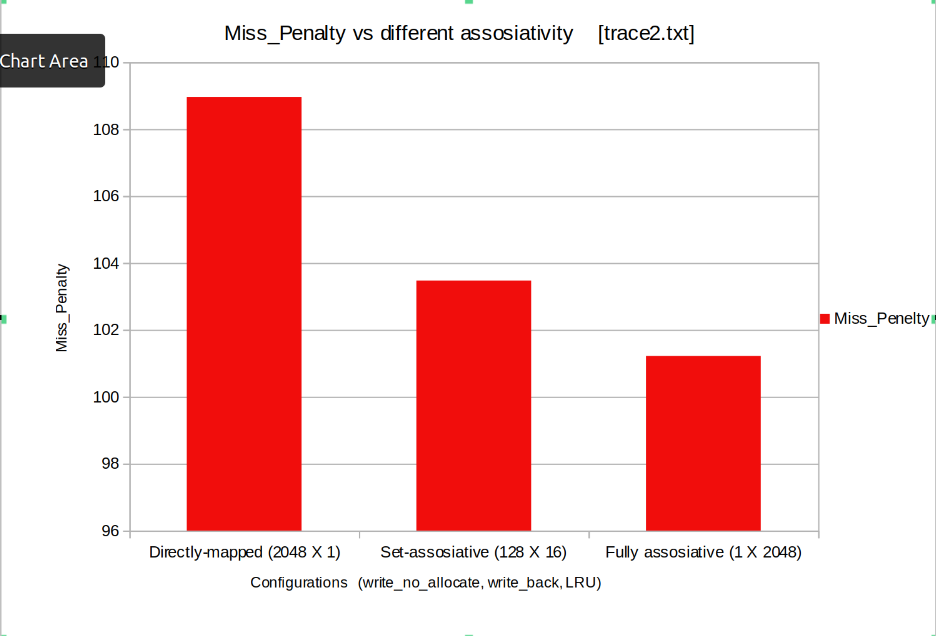 Miss_Penalty vs different assosiativity [trace2.txt]
Chart Area
110
108
106
104
102
100
98
96
Miss_Penalty
Miss_Penelty
Directly-mapped (2048 X 1) Set-assosiative (128 X 16) Fully assosiative (1 X 2048)
Configurations (write_no_allocate, write_back, LRU)